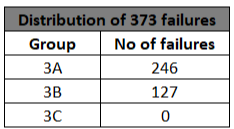 Distribution of 373 failures
Group No of failures
3A 246
3B 127
3C 0